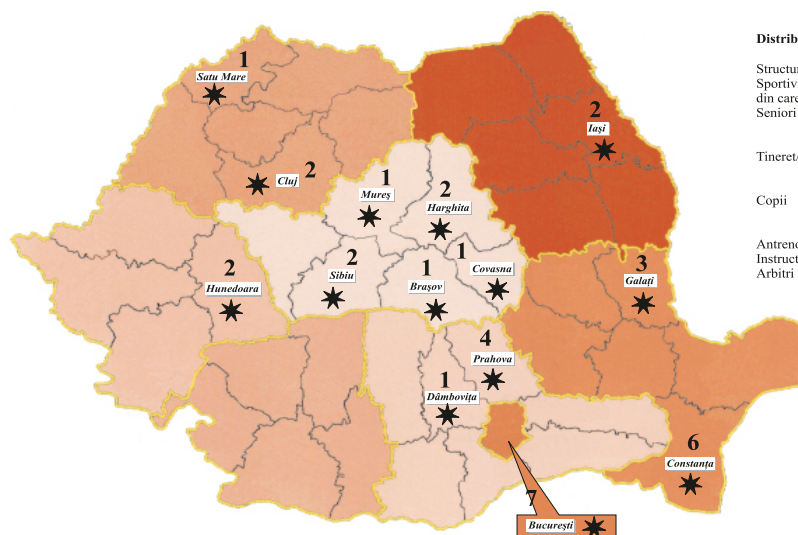 1
Satu Mare
2
Cluj
1
Mureș
2
Harghita
2
Iași
2
Hunedoara
2
Sibiu
1
Brașov
1
Covasna
3
Galați
4
Prahova
1
Dâmbovița
6
Constanța
7
București
Distrib
Structur
Sportiv
din care
Seniori
Tineret/
Copii
Antreno
Instruct
Arbitri